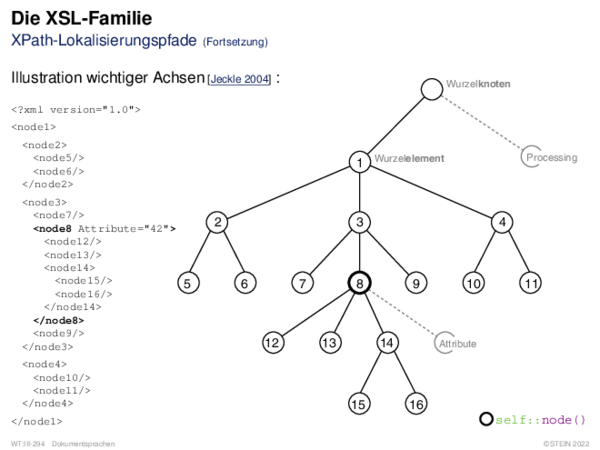 Die XSL-Familie
XPath-Lokalisierungspfade (Fortsetzung)
Illustration wichtiger Achsen [Jeckle 2004] :
<?xml version="1.0">
<node1>
<node2>
<node5/>
<node6/>
</node2>
<node3>
<node7/>
<node8 Attribute="42">
<node12/>
<node13/>
<node14>
<node15/>
<node16/>
</node14>
</node8>
<node9/>
</node3>
<node4>
<node10/>
<node11/>
</node4>
</node1>
Wurzelknoten
Processing
1 Wurzelelement
2 3 4
5 6 7 8 9 10 11
12 13 14 Attribute
15 16
self::node()
WT:III-294 Dokumentsprachen
©STEIN 2022